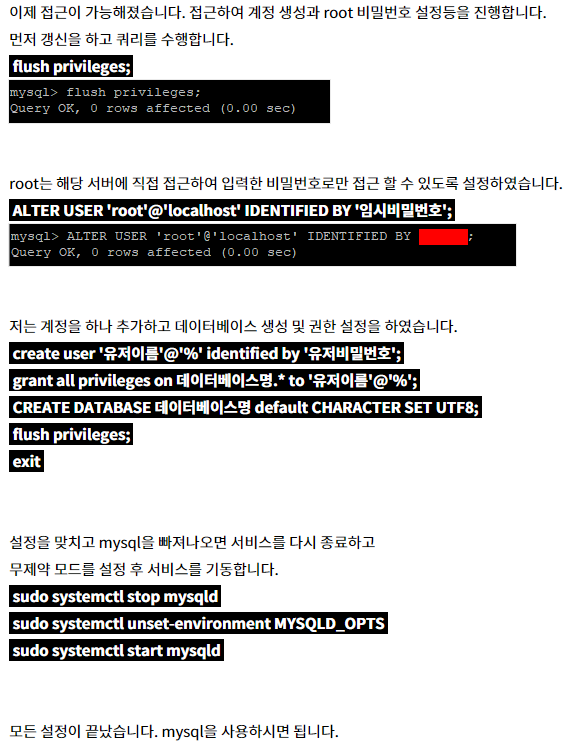 이제 접근이 가능해졌습니다. 접근하여 계정 생성과 root 비밀번호 설정등을 진행합니다.
먼저 갱신을 하고 쿼리를 수행합니다.
flush privileges;
mysql> flush privileges;
Query OK, 0 rows affected (0.00 sec)
root는 해당 서버에 직접 접근하여 입력한 비밀번호로만 접근 할 수 있도록 설정하였습니다.
ALTER USER 'root'@'localhost' IDENTIFIED BY '임시비밀번호';
mysql> ALTER USER 'root'@'localhost' IDENTIFIED BY ;
Query OK, 0 rows affected (0.00 sec)
저는 계정을 하나 추가하고 데이터베이스 생성 및 권한 설정을 하였습니다.
create user '유저이름'@'%' identified by '유저비밀번호';
grant all privileges on 데이터베이스명.* to '유저이름'@'%';
CREATE DATABASE 데이터베이스명 default CHARACTER SET UTF8;
flush privileges;
exit
설정을 맞치고 mysql을 빠져나오면 서비스를 다시 종료하고
무제약 모드를 설정 후 서비스를 기동합니다.
sudo systemctl stop mysqld
sudo systemctl unset-environment MYSQLD_OPTS
sudo systemctl start mysqld
모든 설정이 끝났습니다. mysql을 사용하시면 됩니다.